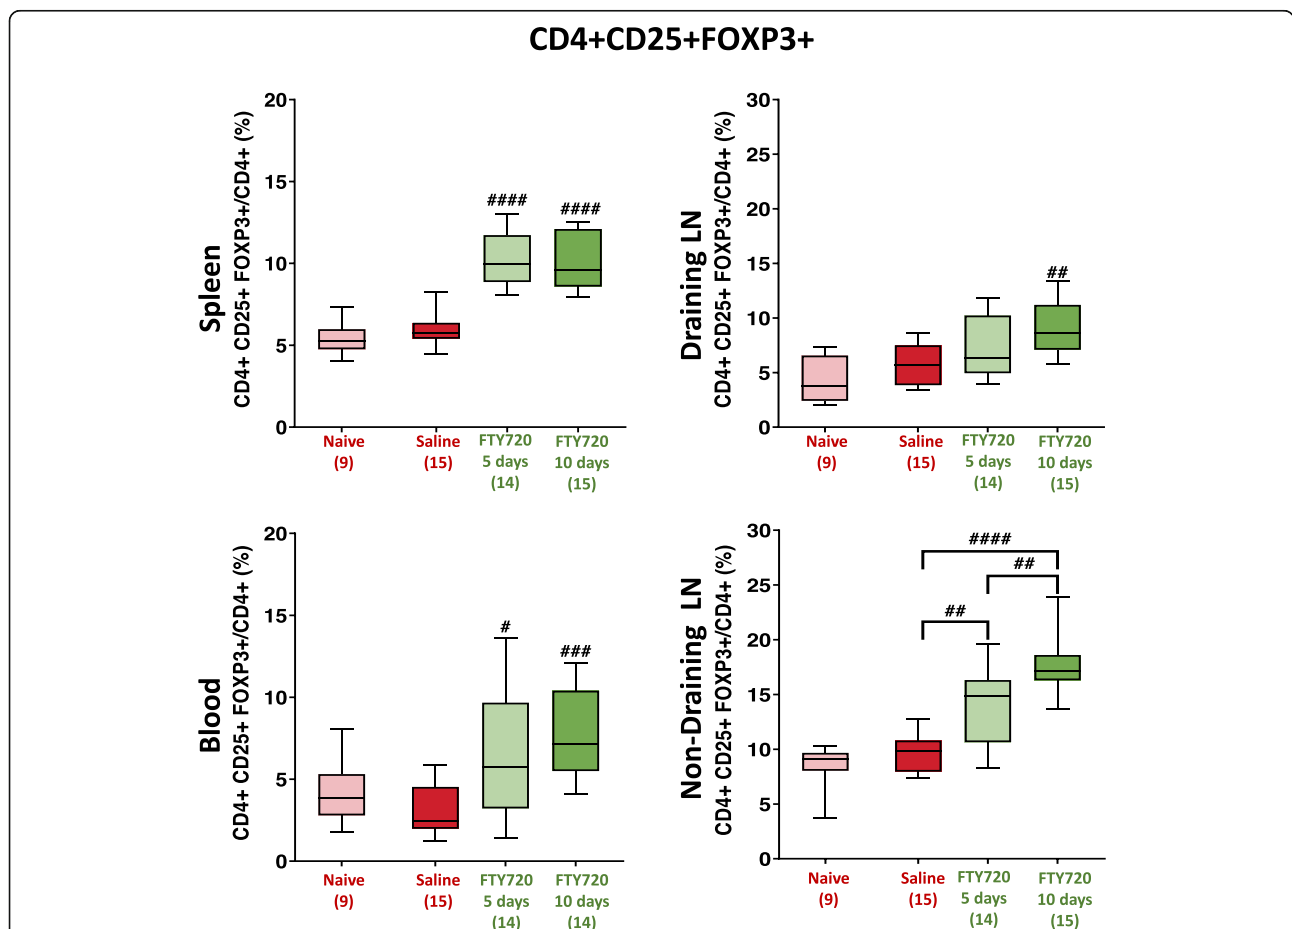 CD4+CD25+FOXP3+
Spleen
CD4+ CD25+ FOXP3+/CD4+ (%)
20
15
10
5
0
####
####
Naive
(9)
Saline
(15)
FTY720
5 days
(14)
FTY720
10 days
(15)
Draining LN
CD4+ CD25+ FOXP3+/CD4+ (%)
30
25
20
15
10
5
0
##
Naive
(9)
Saline
(15)
FTY720
5 days
(14)
FTY720
10 days
(15)
Blood
CD4+ CD25+ FOXP3+/CD4+ (%)
20
15
10
5
0
#
###
Naive
(9)
Saline
(15)
FTY720
5 days
(14)
FTY720
10 days
(14)
Non-Draining LN
CD4+ CD25+ FOXP3+/CD4+ (%)
30
25
20
15
10
5
0
####
##
##
Naive
(9)
Saline
(15)
FTY720
5 days
(14)
FTY720
10 days
(15)